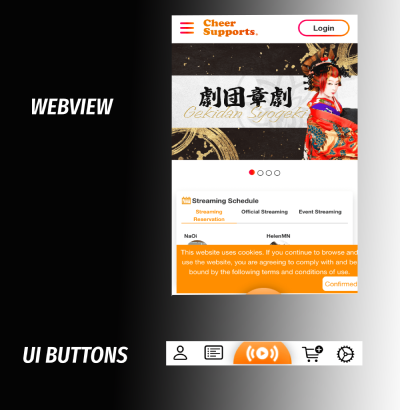 Cheer
Supports.
Login
WEBVIEW
劇団章劇
Gekidan Syogeki
Streaming Schedule
Streaming
Reservation
Official Streaming
Event Streaming
NaOi
HelenMN
This website uses cookies. If you continue to browse and
use the website, you are agreeing to comply with and be
bound by the following terms and conditions of use.
Confirmed
UI BUTTONS